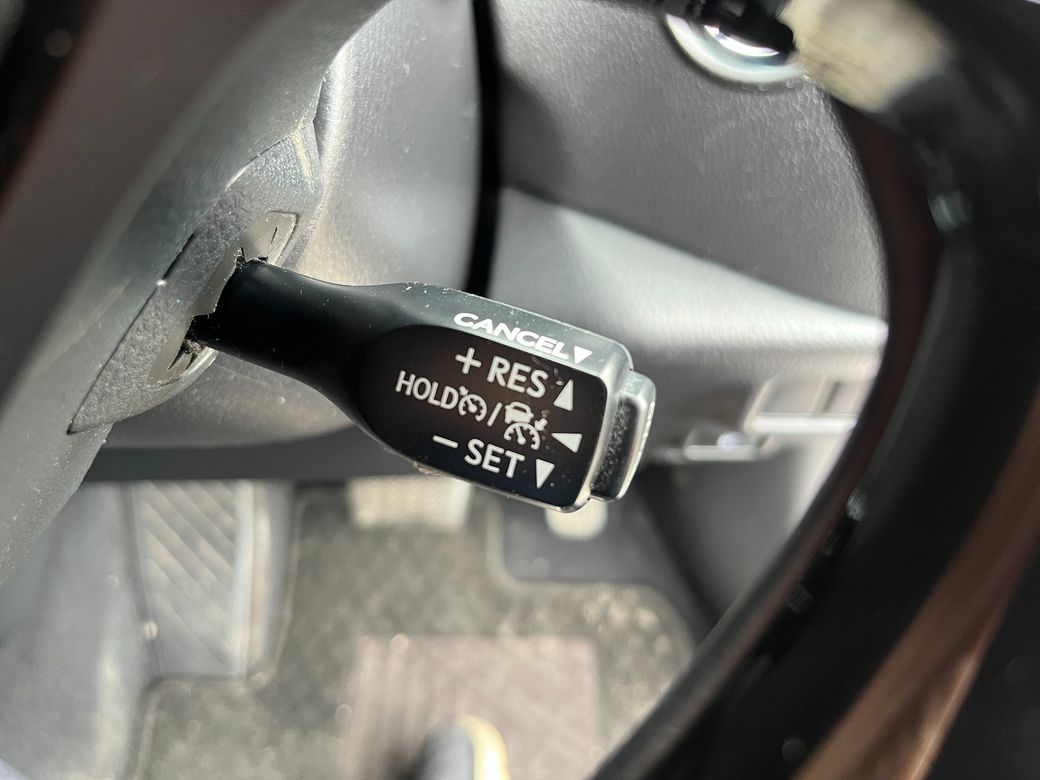 CANCEL▼
+ RES ▲
HOLD /
− SET ▼